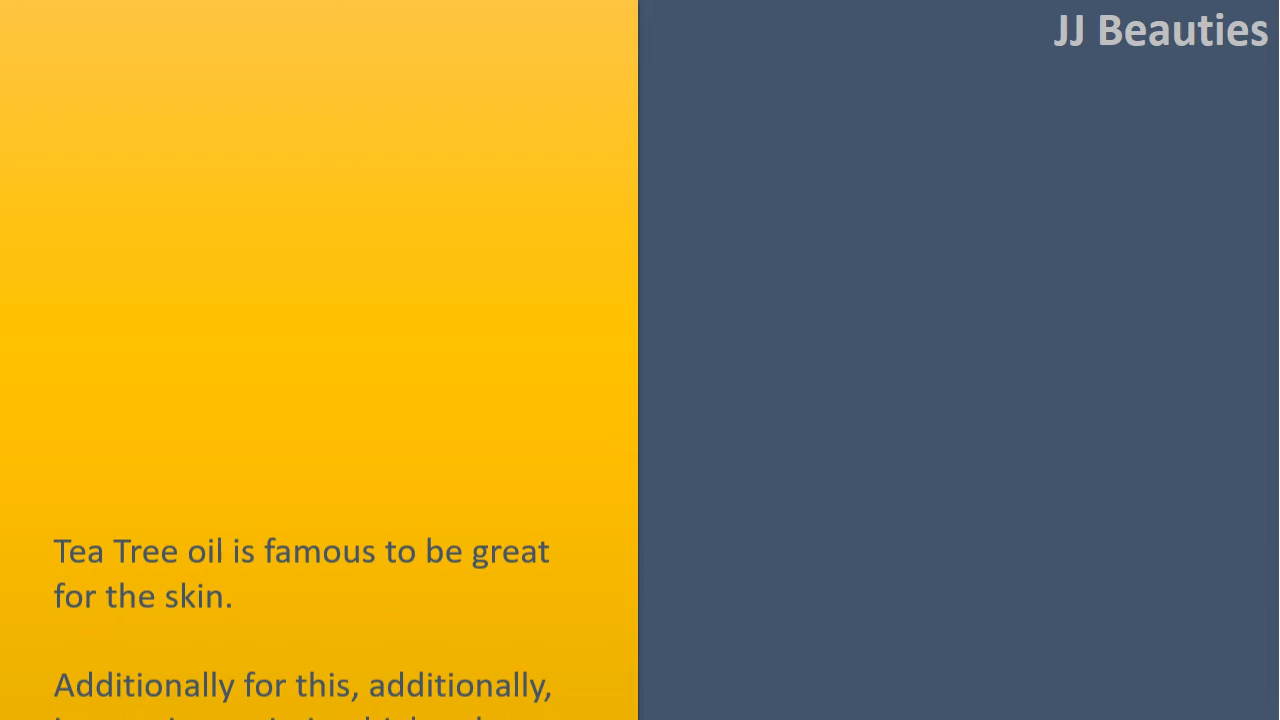 JJ Beauties
Tea Tree oil is famous to be great
for the skin.
Additionally for this, additionally,